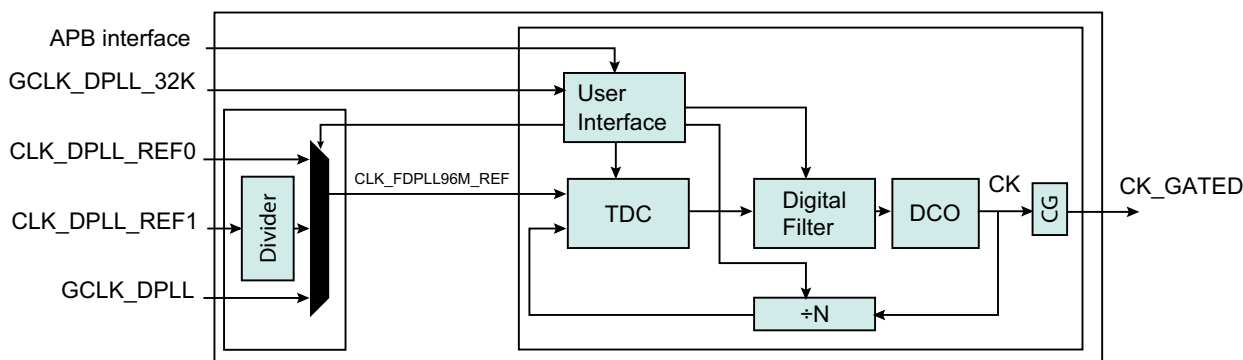 APB interface
GCLK_DPLL_32K
User
Interface
CLK_DPLL_REF0
CLK_FDPLL96M_REF
CLK_DPLL_REF1
Divider
TDC
Digital
Filter
DCO
CK
CG
CK_GATED
GCLK_DPLL
÷N